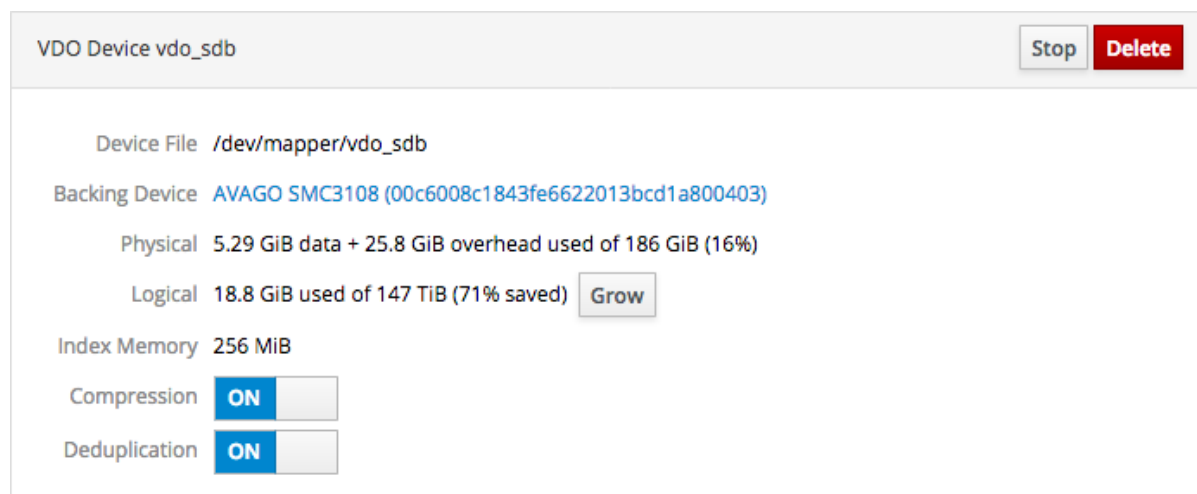 VDO Device vdo_sdb Stop Delete
Device File /dev/mapper/vdo_sdb
Backing Device AVAGO SMC3108 (00c6008c1843fe6622013bcd1a800403)
Physical 5.29 GiB data + 25.8 GiB overhead used of 186 GiB (16%)
Logical 18.8 GiB used of 147 TiB (71% saved) Grow
Index Memory 256 MiB
Compression ON
Deduplication ON